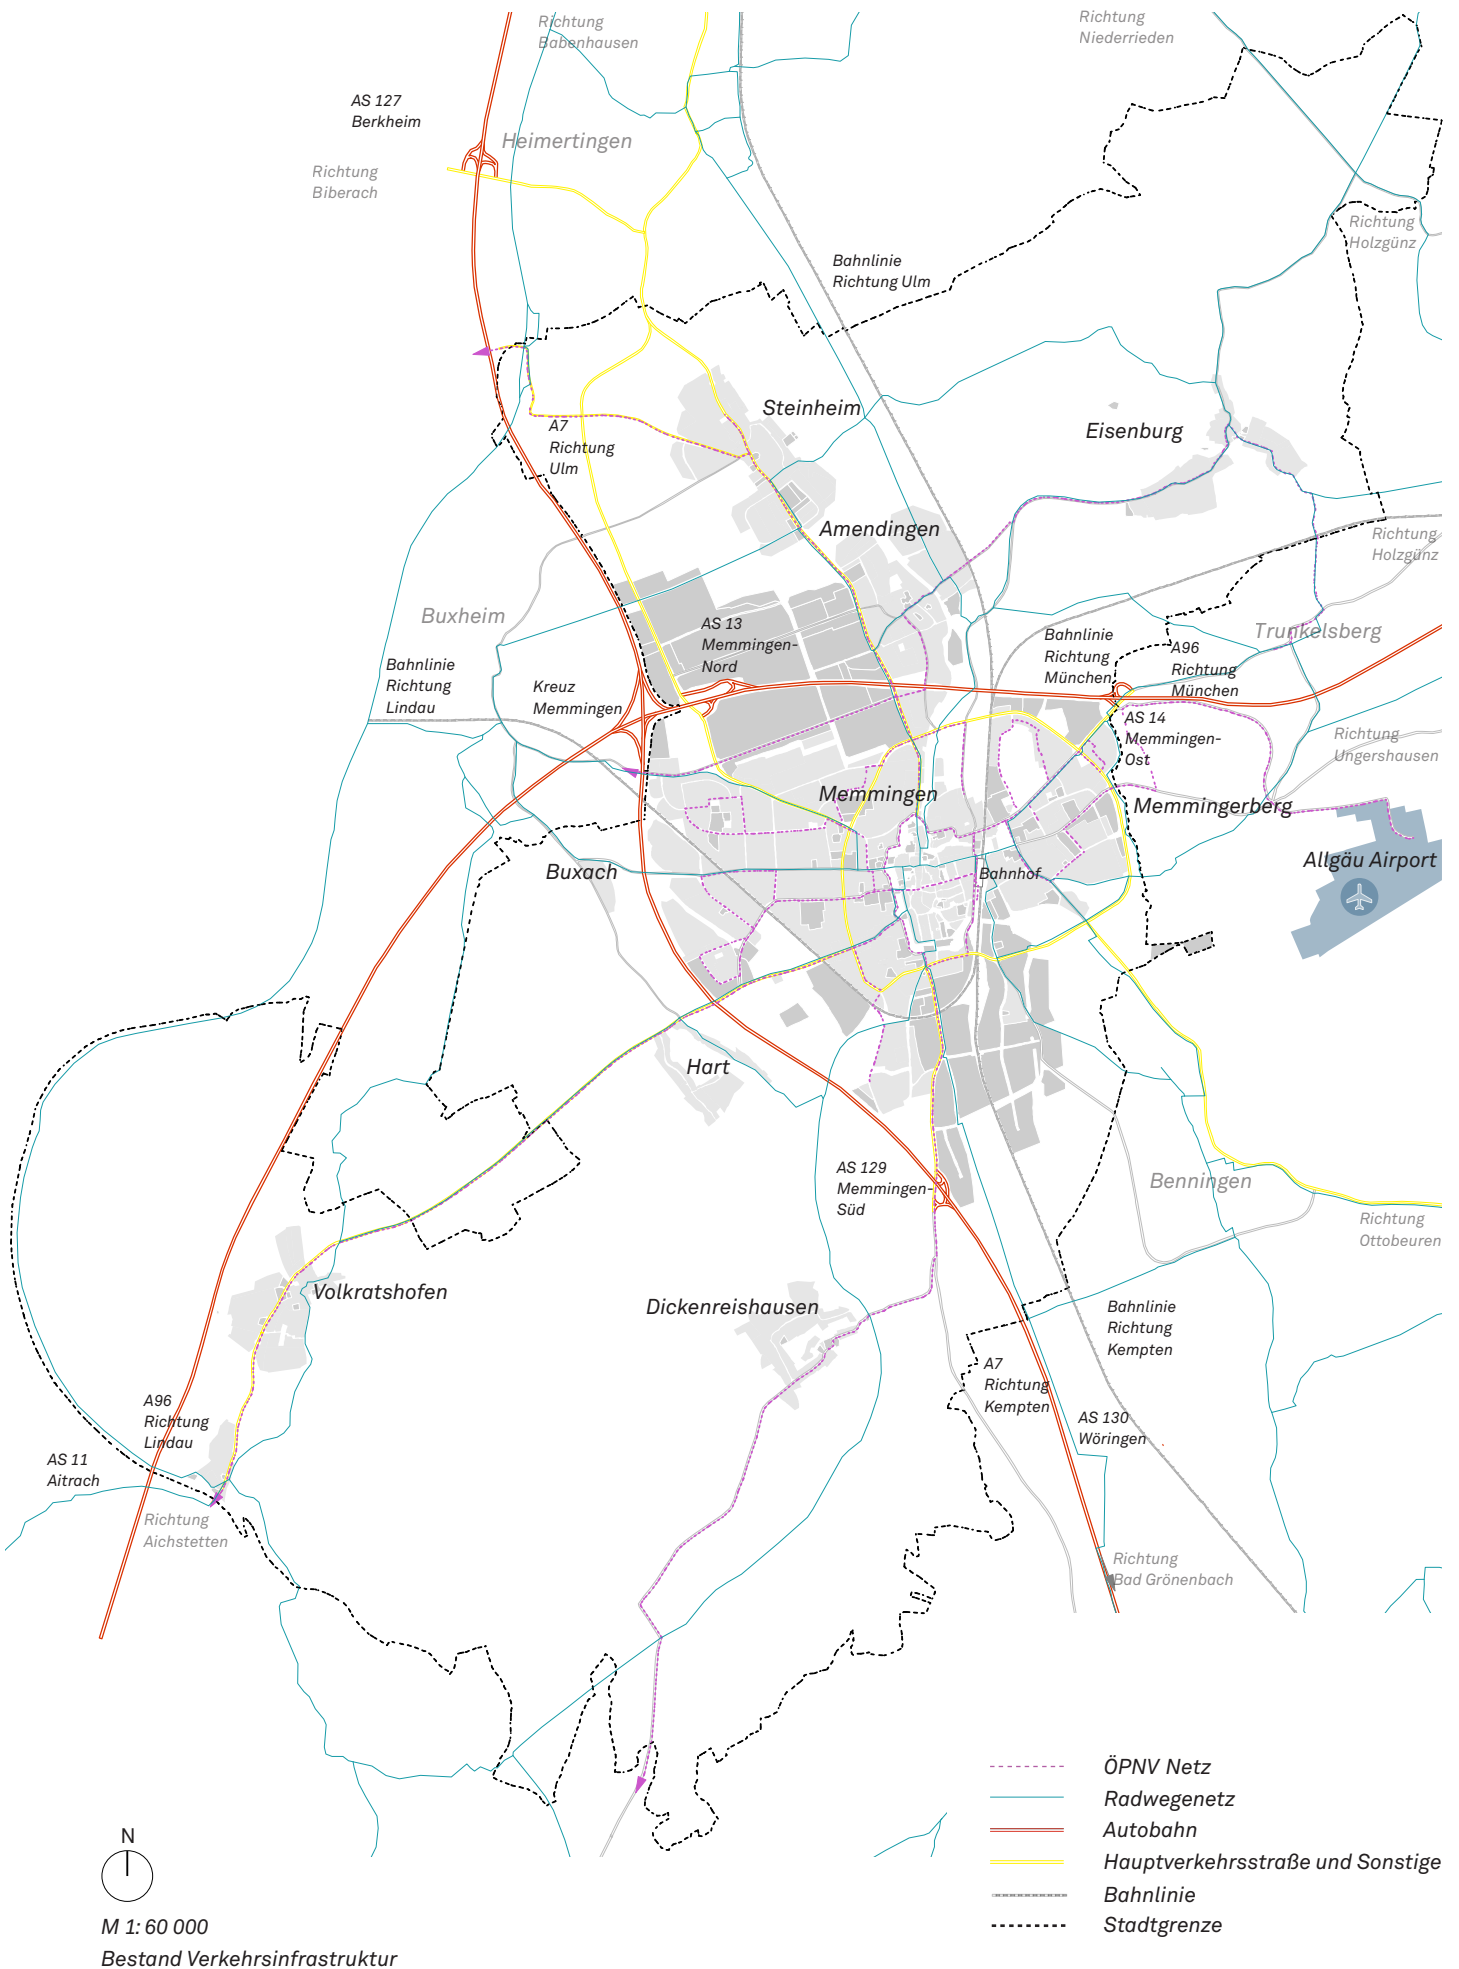 Richtung
Babenhausen
Richtung
Niederrieden
AS 127
Berkheim
Heimertingen
Richtung
Biberach
Richtung
Holzgünz
Bahnlinie
Richtung Ulm
Steinheim
A7
Richtung
Ulm
Eisenburg
Amendingen
Richtung
Holzgünz
Buxheim
AS 13
Memmingen-
Nord
Bahnlinie
Richtung
München
Trunkelsberg
A96
Richtung
München
Bahnlinie
Richtung
Lindau
Kreuz
Memmingen
AS 14
Memmingen-
Ost
Richtung
Ungershausen
Memmingen
Memmingerberg
Buxach
Bahnhof
Allgäu Airport
Hart
AS 129
Memmingen-
Süd
Benningen
Richtung
Ottobeuren
Volkratshofen
Dickenreishausen
Bahnlinie
Richtung
Kempten
A7
Richtung
Kempten
A96
Richtung
Lindau
AS 130
Wöringen
AS 11
Aitrach
Richtung
Aichstetten
Richtung
Bad Grönenbach
ÖPNV Netz
Radwegenetz
Autobahn
Hauptverkehrsstraße und Sonstige
Bahnlinie
Stadtgrenze
N
M 1: 60 000
Bestand Verkehrsinfrastruktur